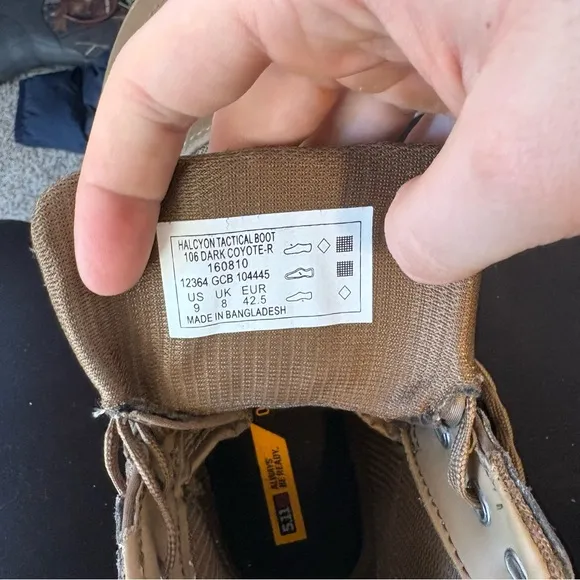 HALCYON TACTICAL BOOT
106 DARK COYOTE-R
160810
12364 GCB 104445
US UK EUR
9 8 42.5
MADE IN BANGLADESH
5.11
ALWAYS
BE READY.